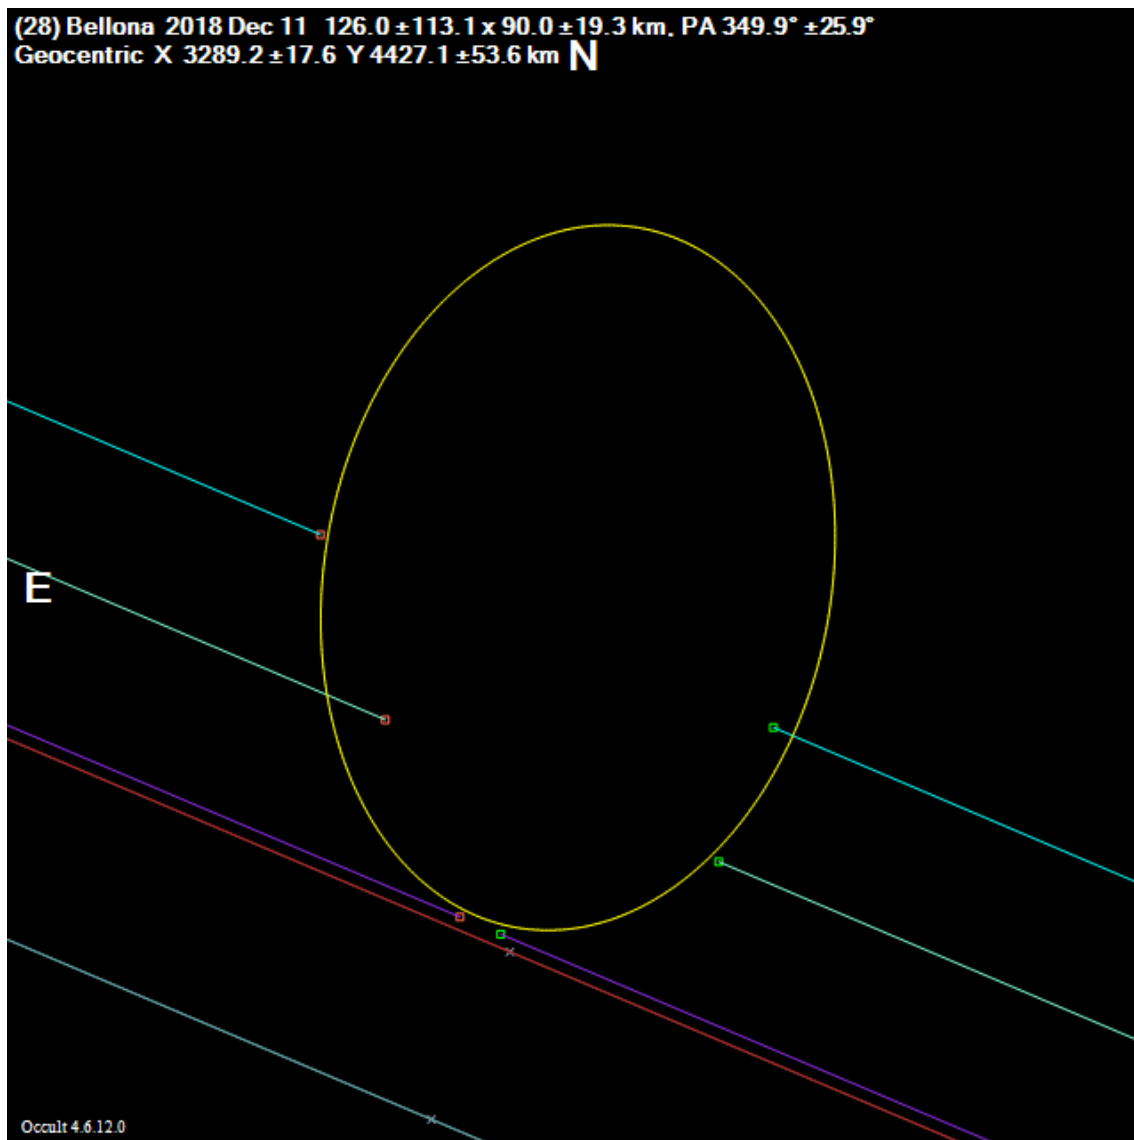 (28) Bellona 2018 Dec 11 126.0 ±113.1 x 90.0 ±19.3 km, PA 349.9° ±25.9°
Geocentric X 3289.2 ±17.6 Y 4427.1 ±53.6 km N
E
Occult 4.6.12.0